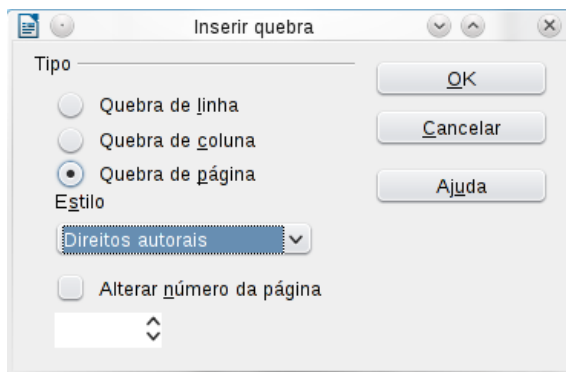 Inserir quebra
Tipo
Quebra de linha
Quebra de coluna
Quebra de página
Estilo
Direitos autorais
Alterar número da página
OK
Cancelar
Ajuda